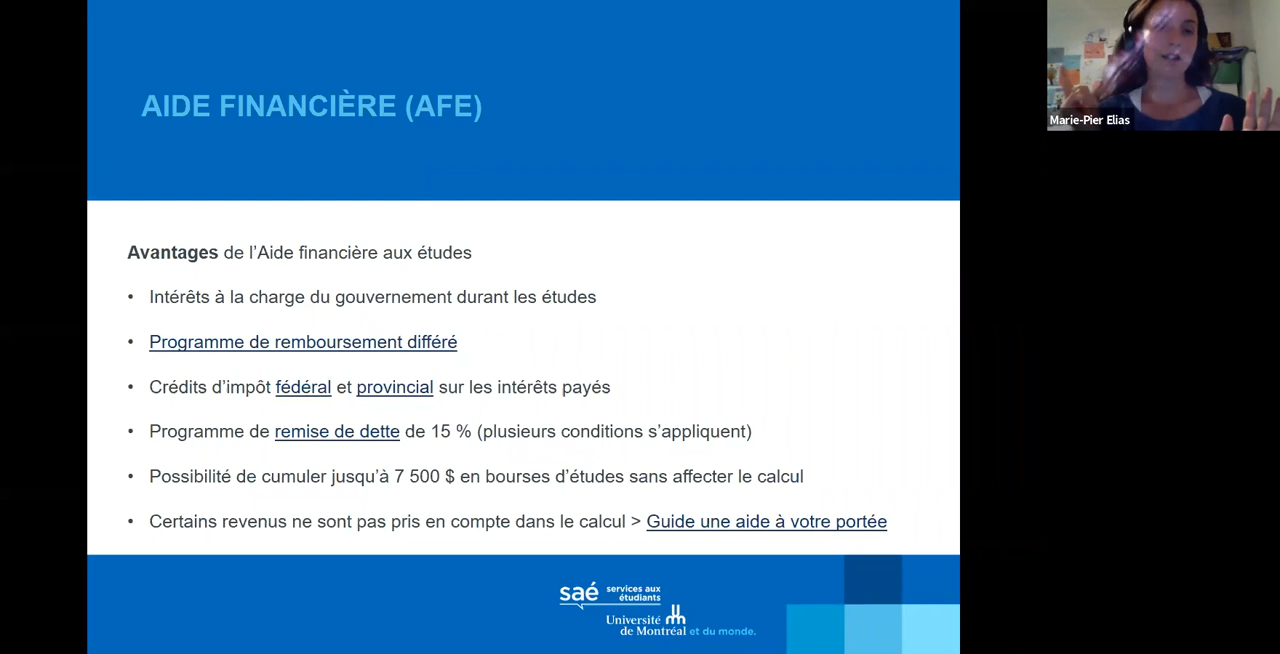 AIDE FINANCIÈRE (AFE)
Marie-Pier Elias
Avantages de l’Aide financière aux études
• Intérêts à la charge du gouvernement durant les études
• Programme de remboursement différé
• Crédits d’impôt fédéral et provincial sur les intérêts payés
• Programme de remise de dette de 15 % (plusieurs conditions s’appliquent)
• Possibilité de cumuler jusqu’à 7 500 $ en bourses d’études sans affecter le calcul
• Certains revenus ne sont pas pris en compte dans le calcul > Guide une aide à votre portée
saé services aux
étudiants
Université
de Montréal et du monde.